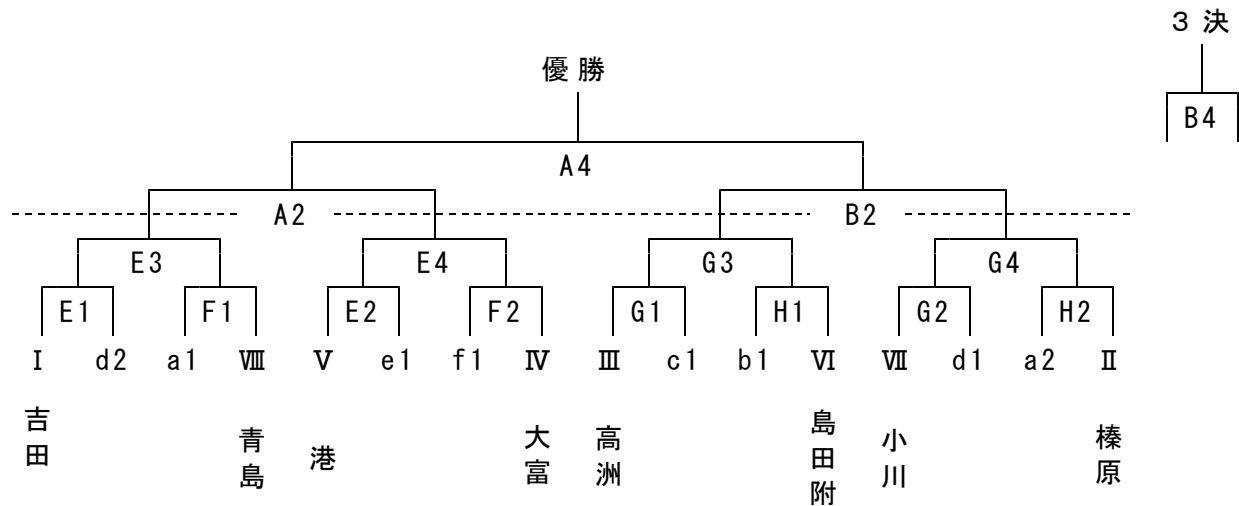 3 決
優 勝
B4
A4
A2 B2
E3 E4 G3 G4
E1 F1 E2 F2 G1 H1 G2 H2
Ⅰ d2 a1 Ⅷ Ⅴ e1 f1 Ⅳ Ⅲ c1 b1 Ⅵ Ⅶ d1 a2 Ⅱ
吉田 青島 港 大富 高洲 島田附 小川 榛原